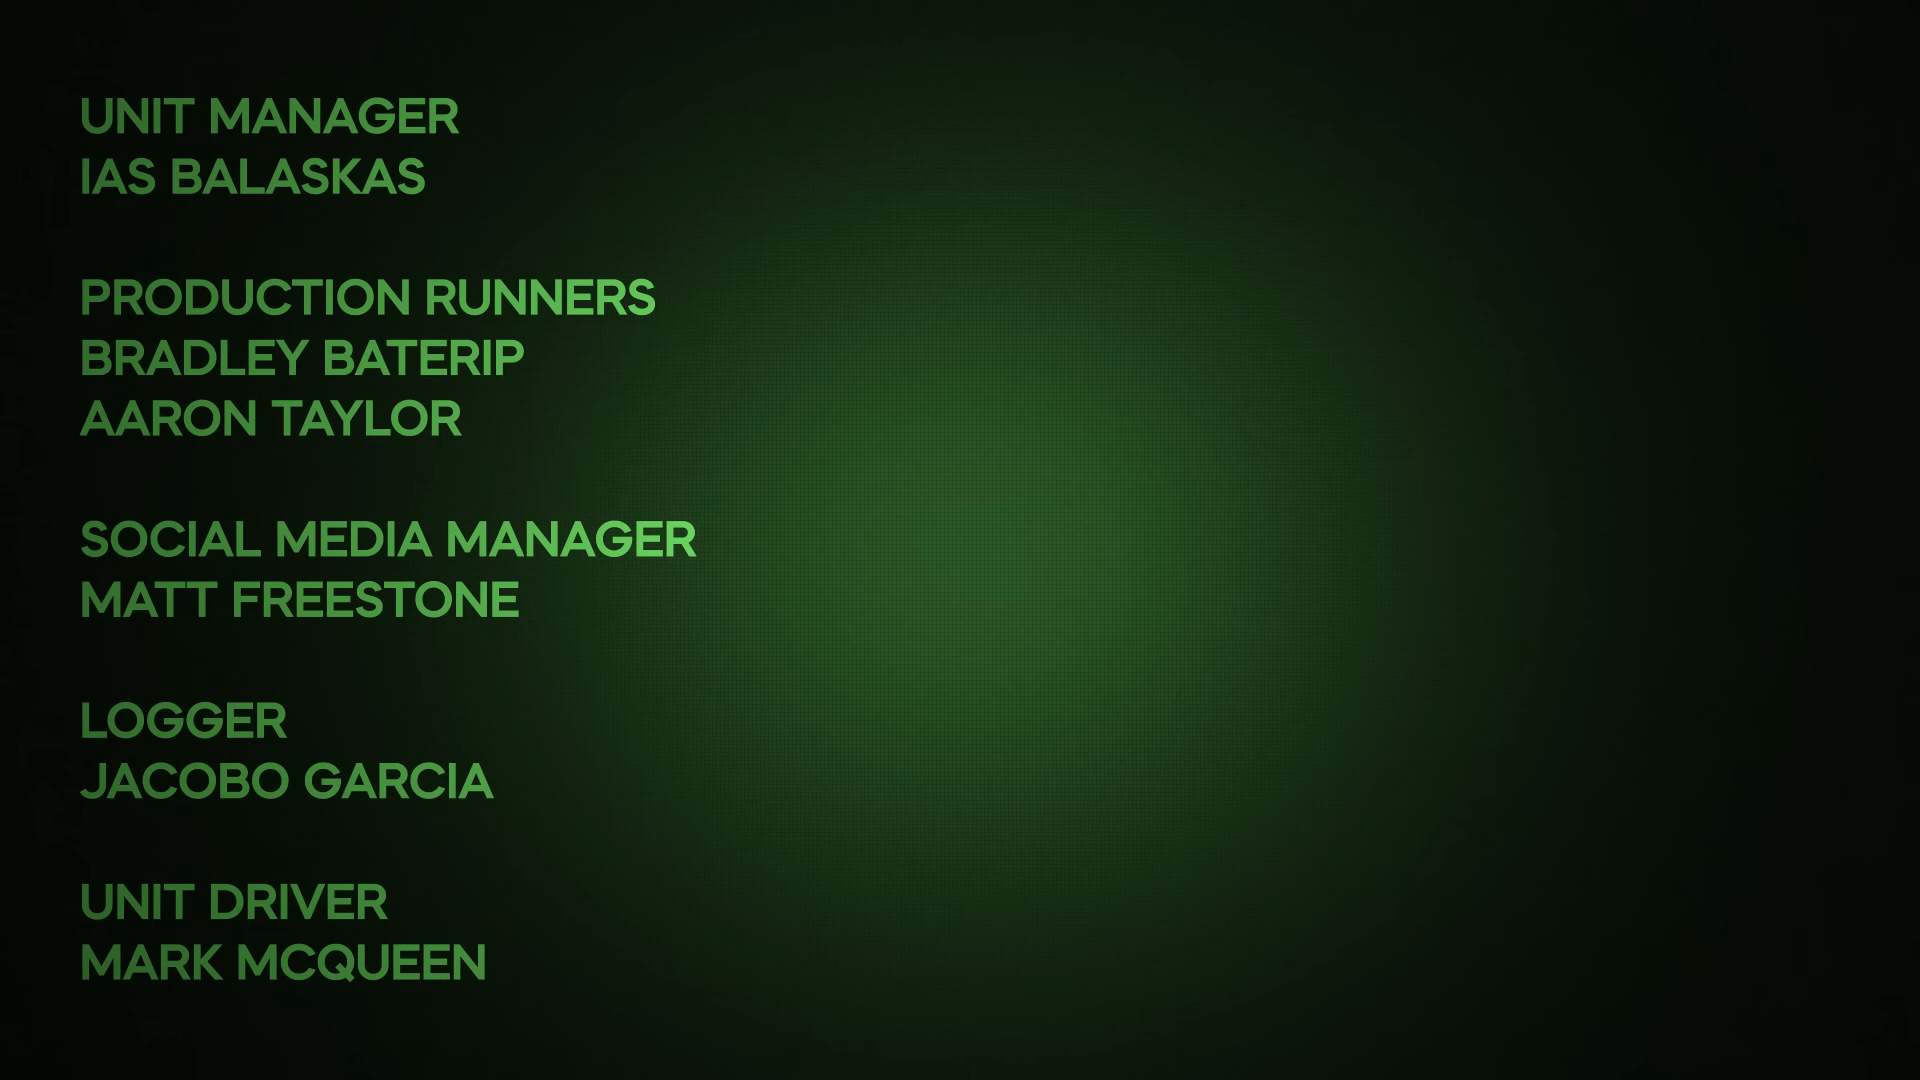 UNIT MANAGER
IAS BALASKAS
PRODUCTION RUNNERS
BRADLEY BATERIP
AARON TAYLOR
SOCIAL MEDIA MANAGER
MATT FREESTONE
LOGGER
JACOBO GARCIA
UNIT DRIVER
MARK MCQUEEN